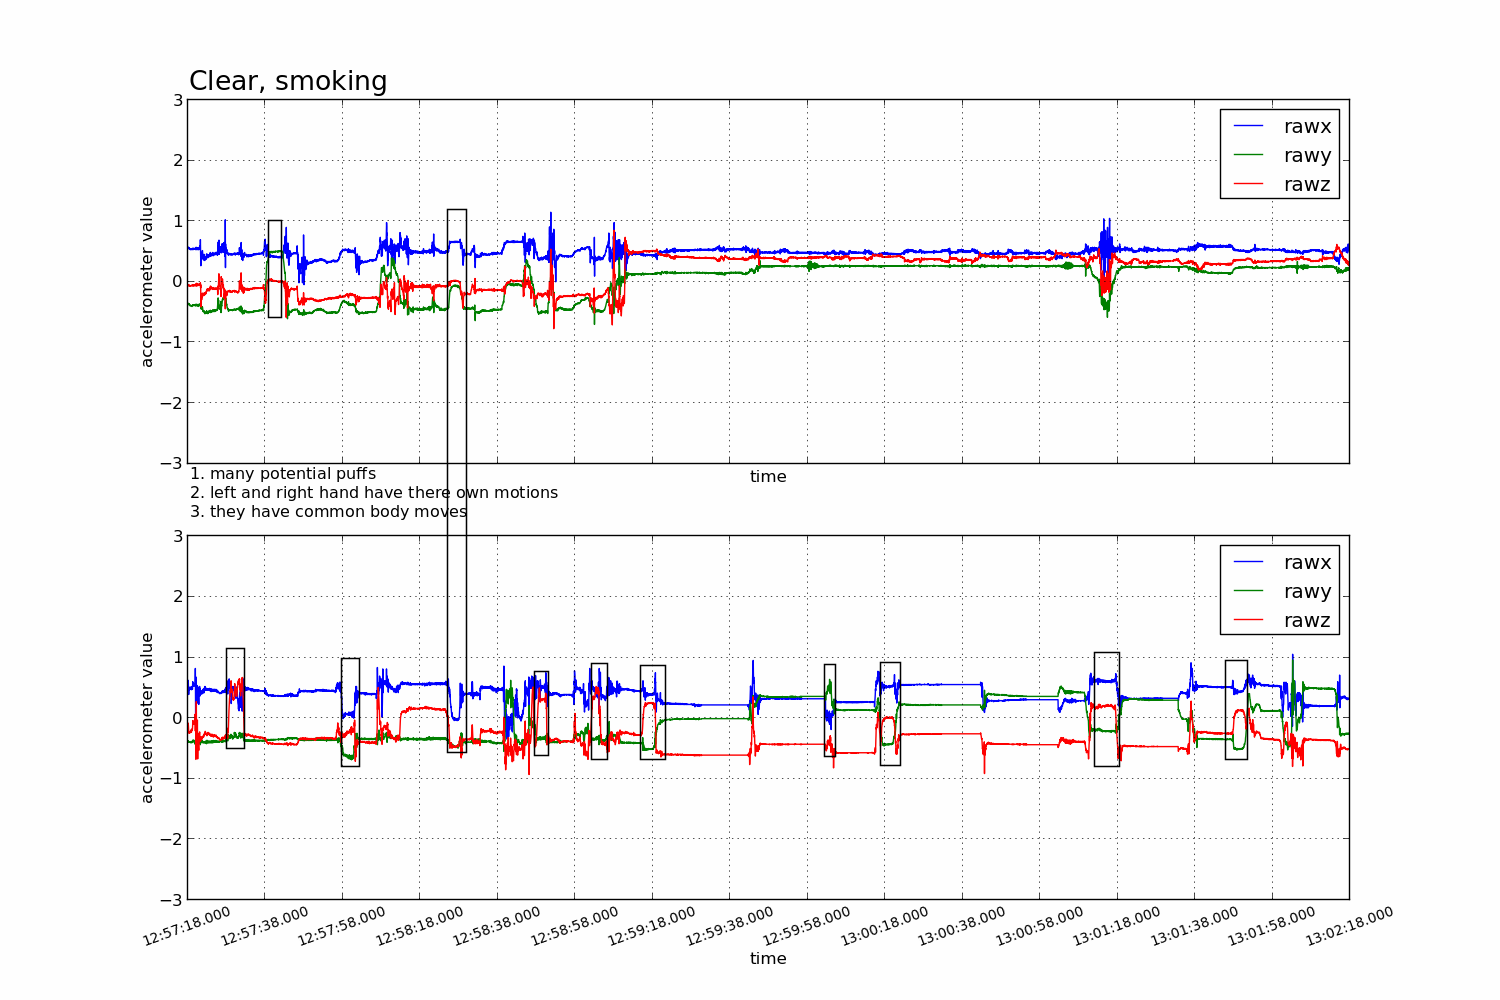 Clear, smoking
3
2
1
0
−1
−2
−3
accelerometer value
rawx
rawy
rawz
time
1. many potential puffs
2. left and right hand have there own motions
3. they have common body moves
3
2
1
0
−1
−2
−3
accelerometer value
rawx
rawy
rawz
12:57:18.000
12:57:38.000
12:57:58.000
12:58:18.000
12:58:38.000
12:58:58.000
12:59:18.000
12:59:38.000
12:59:58.000
13:00:18.000
13:00:38.000
13:00:58.000
13:01:18.000
13:01:38.000
13:01:58.000
13:02:18.000
time